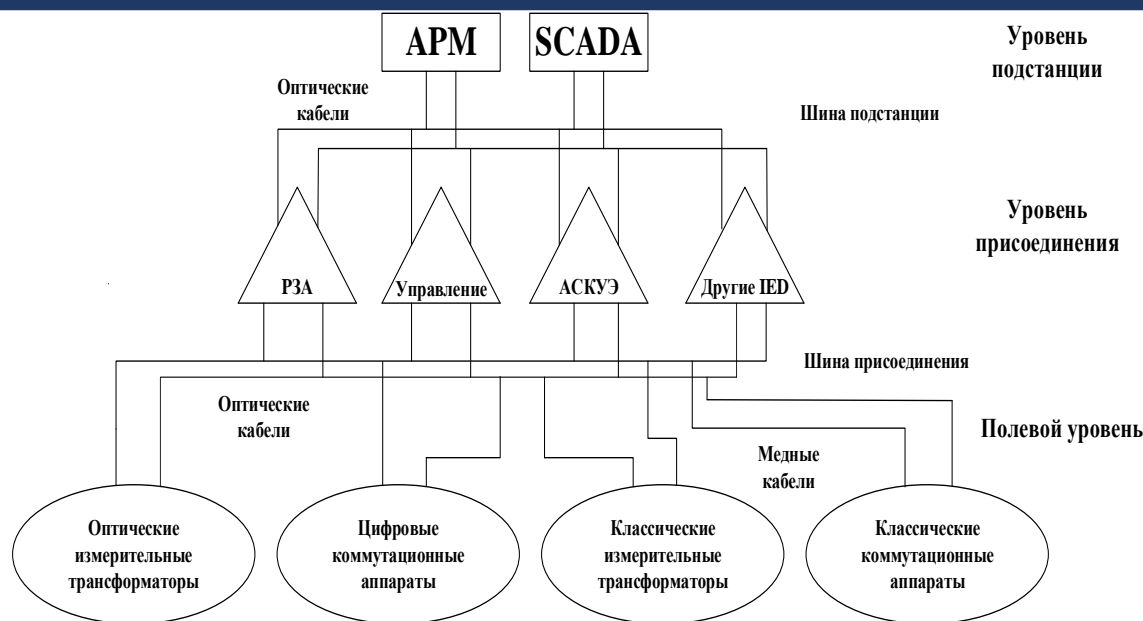 АРМ
SCADA
Уровень
подстанции
Оптические
кабели
Шина подстанции
Уровень
присоединения
РЗА
Управление
АСКУЭ
Другие IED
Шина присоединения
Оптические
кабели
Полевой уровень
Медные
кабели
Оптические
измерительные
трансформаторы
Цифровые
коммутационные
аппараты
Классические
измерительные
трансформаторы
Классические
коммутационные
аппараты